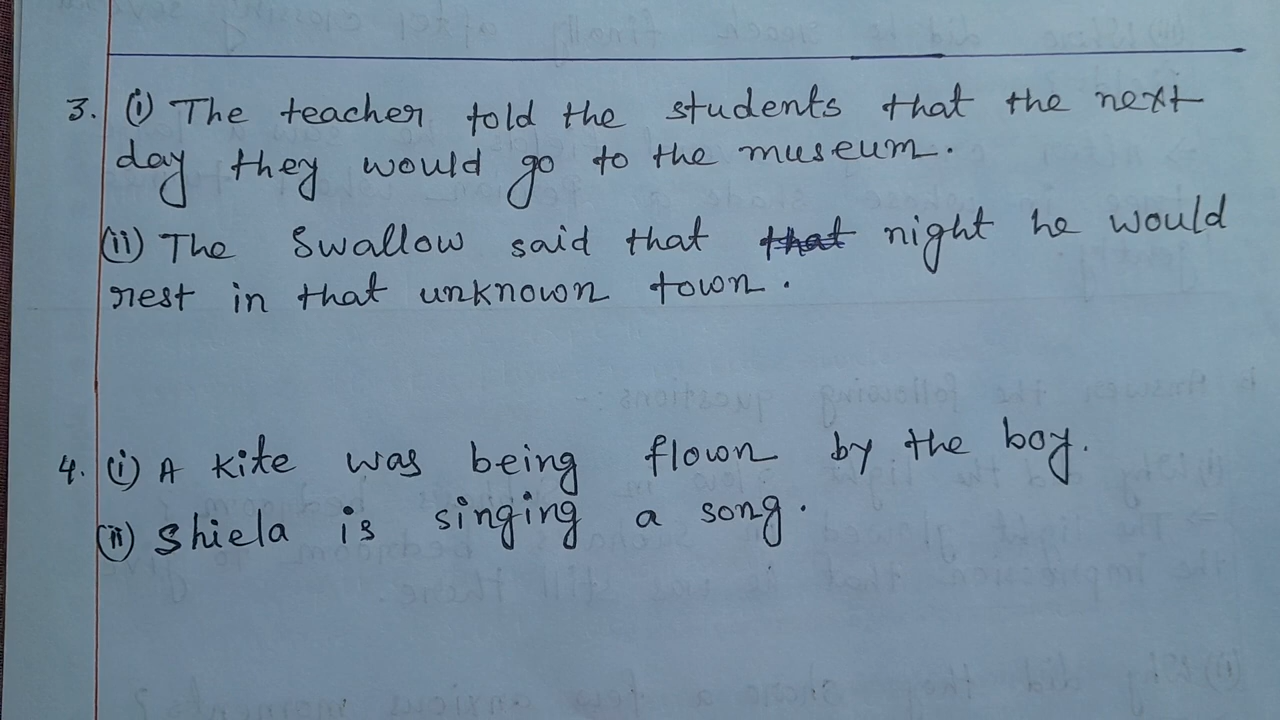 3. (i) The teacher told the students that the next
day they would go to the museum.
(ii) The Swallow said that that night he would
rest in that unknown town.
4. (i) A kite was being flown by the boy.
(ii) Shiela is singing a song.